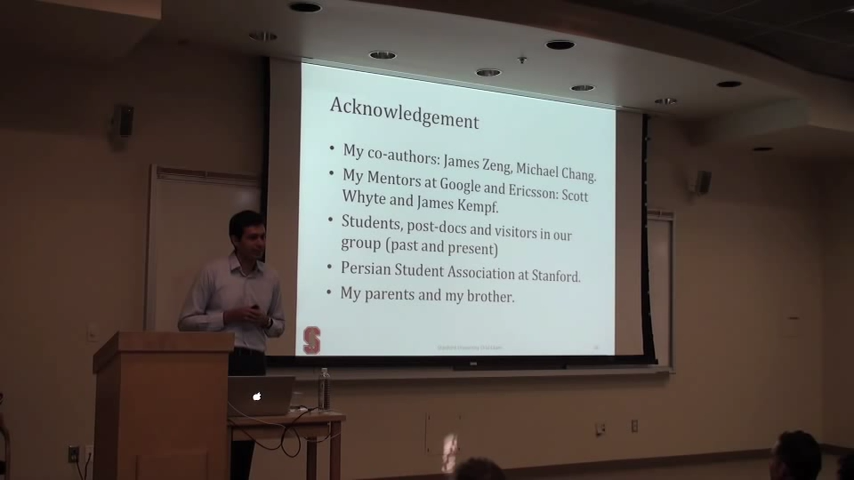 Acknowledgement
• My co-authors: James Zeng, Michael Chang.
• My Mentors at Google and Ericsson: Scott
Whyte and James Kempf.
• Students, post-docs and visitors in our
group (past and present)
• Persian Student Association at Stanford.
• My parents and my brother.
S